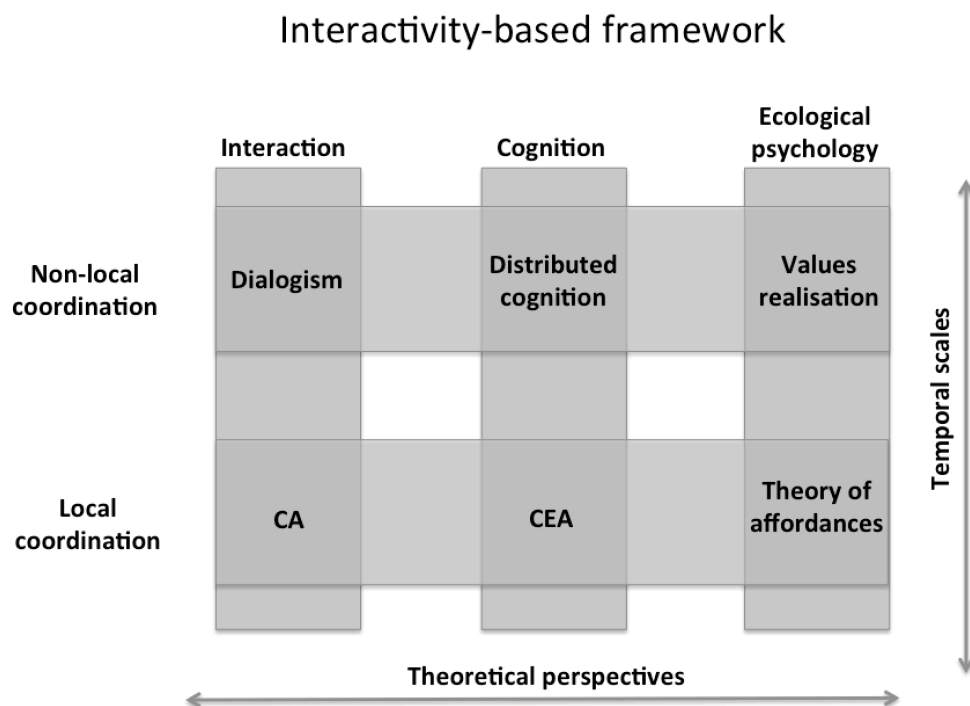 Interactivity-based framework
Interaction
Cognition
Ecological
psychology
Non-local
coordination
Dialogism
Distributed
cognition
Values
realisation
Local
coordination
CA
CEA
Theory of
affordances
Temporal scales
Theoretical perspectives